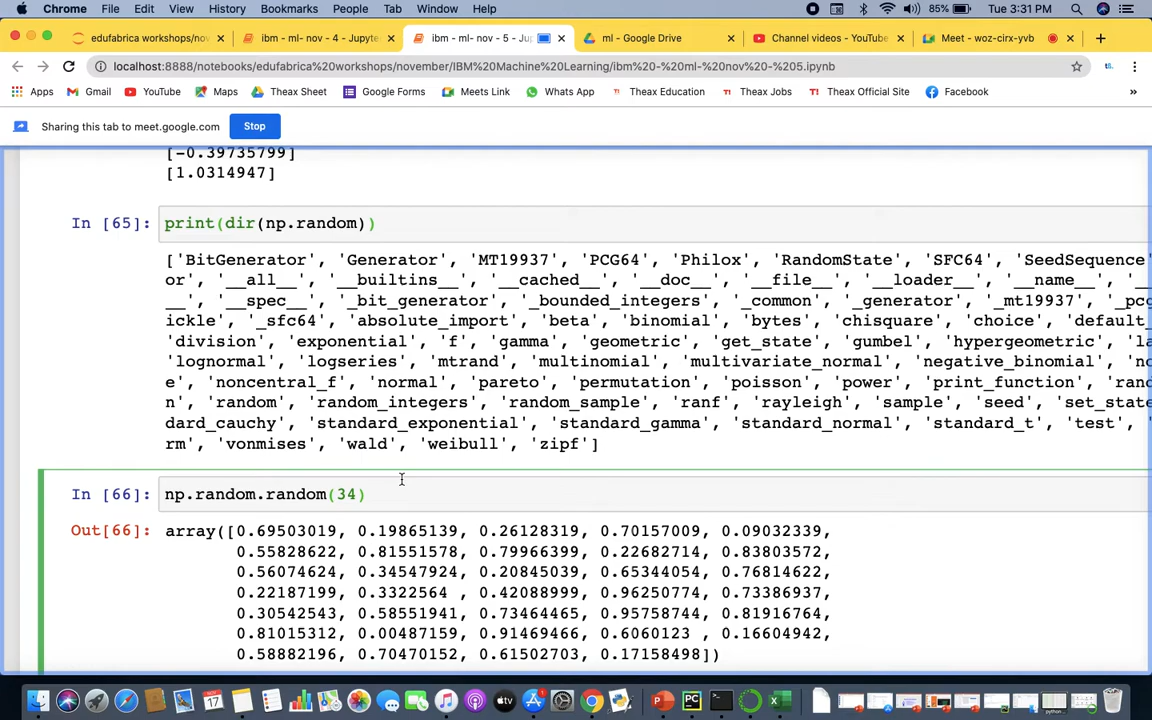 Chrome File Edit View History Bookmarks People Tab Window Help 85% Tue 3:31 PM
edufabrica workshops/nov ibm - ml- nov - 4 - Jupyte ibm - ml- nov - 5 - Ju ml - Google Drive Channel videos - YouTube Meet - woz-cirx-yvb
localhost:8888/notebooks/edufabrica%20workshops/november/IBM%20Machine%20Learning/ibm%20-%20ml-%20nov%20-%205.ipynb
Apps Gmail YouTube Maps Theax Sheet Google Forms Meets Link Whats App Theax Education Theax Jobs Theax Official Site Facebook »
Sharing this tab to meet.google.com Stop
[-0.39735799]
[1.0314947]
In [65]: print(dir(np.random))
['BitGenerator', 'Generator', 'MT19937', 'PCG64', 'Philox', 'RandomState', 'SFC64', 'SeedSequence'
or', '__all__', '__builtins__', '__cached__', '__doc__', '__file__', '__loader__', '__name__', '
__', '__spec__', '_bit_generator', '_bounded_integers', '_common', '_generator', '_mt19937', '_pc
ickle', '_sfc64', 'absolute_import', 'beta', 'binomial', 'bytes', 'chisquare', 'choice', 'default_
'division', 'exponential', 'f', 'gamma', 'geometric', 'get_state', 'gumbel', 'hypergeometric', 'la
'lognormal', 'logseries', 'mtrand', 'multinomial', 'multivariate_normal', 'negative_binomial', 'no
e', 'noncentral_f', 'normal', 'pareto', 'permutation', 'poisson', 'power', 'print_function', 'ran
n', 'random', 'random_integers', 'random_sample', 'ranf', 'rayleigh', 'sample', 'seed', 'set_state
dard_cauchy', 'standard_exponential', 'standard_gamma', 'standard_normal', 'standard_t', 'test', '
rm', 'vonmises', 'wald', 'weibull', 'zipf']
In [66]: np.random.random(34)
Out[66]: array([0.69503019, 0.19865139, 0.26128319, 0.70157009, 0.09032339,
0.55828622, 0.81551578, 0.79966399, 0.22682714, 0.83803572,
0.56074624, 0.34547924, 0.20845039, 0.65344054, 0.76814622,
0.22187199, 0.3322564 , 0.42088999, 0.96250774, 0.73386937,
0.30542543, 0.58551941, 0.73464465, 0.95758744, 0.81916764,
0.81015312, 0.00487159, 0.91469466, 0.6060123 , 0.16604942,
0.58882196, 0.70470152, 0.61502703, 0.17158498])